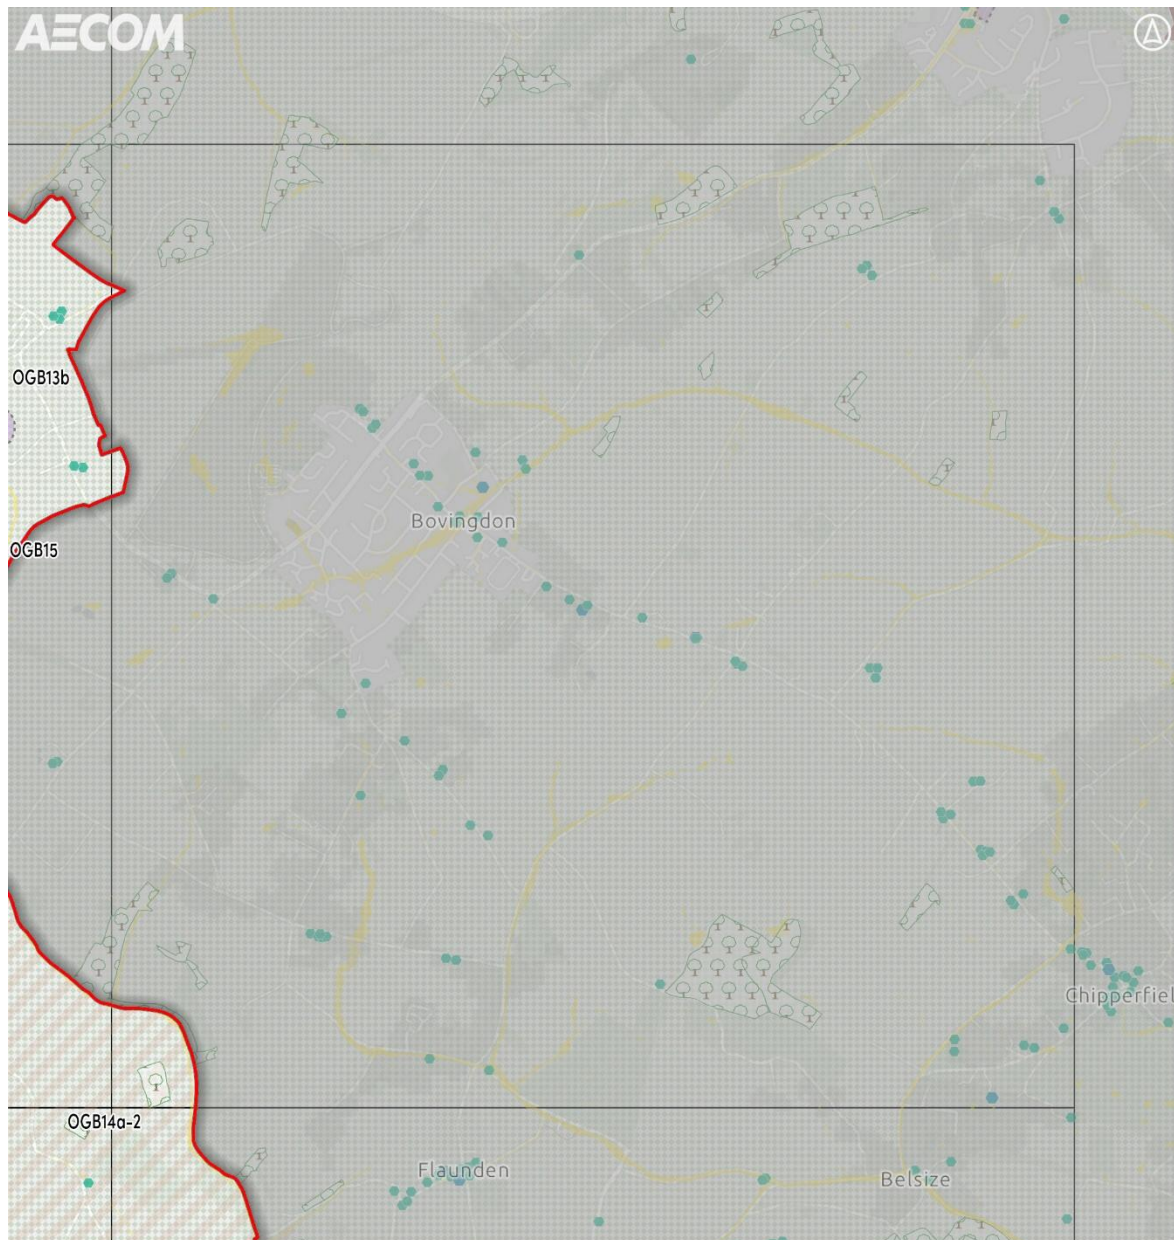 AECOM
OGB13b
Bovingdon
OGB15
Chipperfiel
OGB14a-2
Flaunden
Belsize